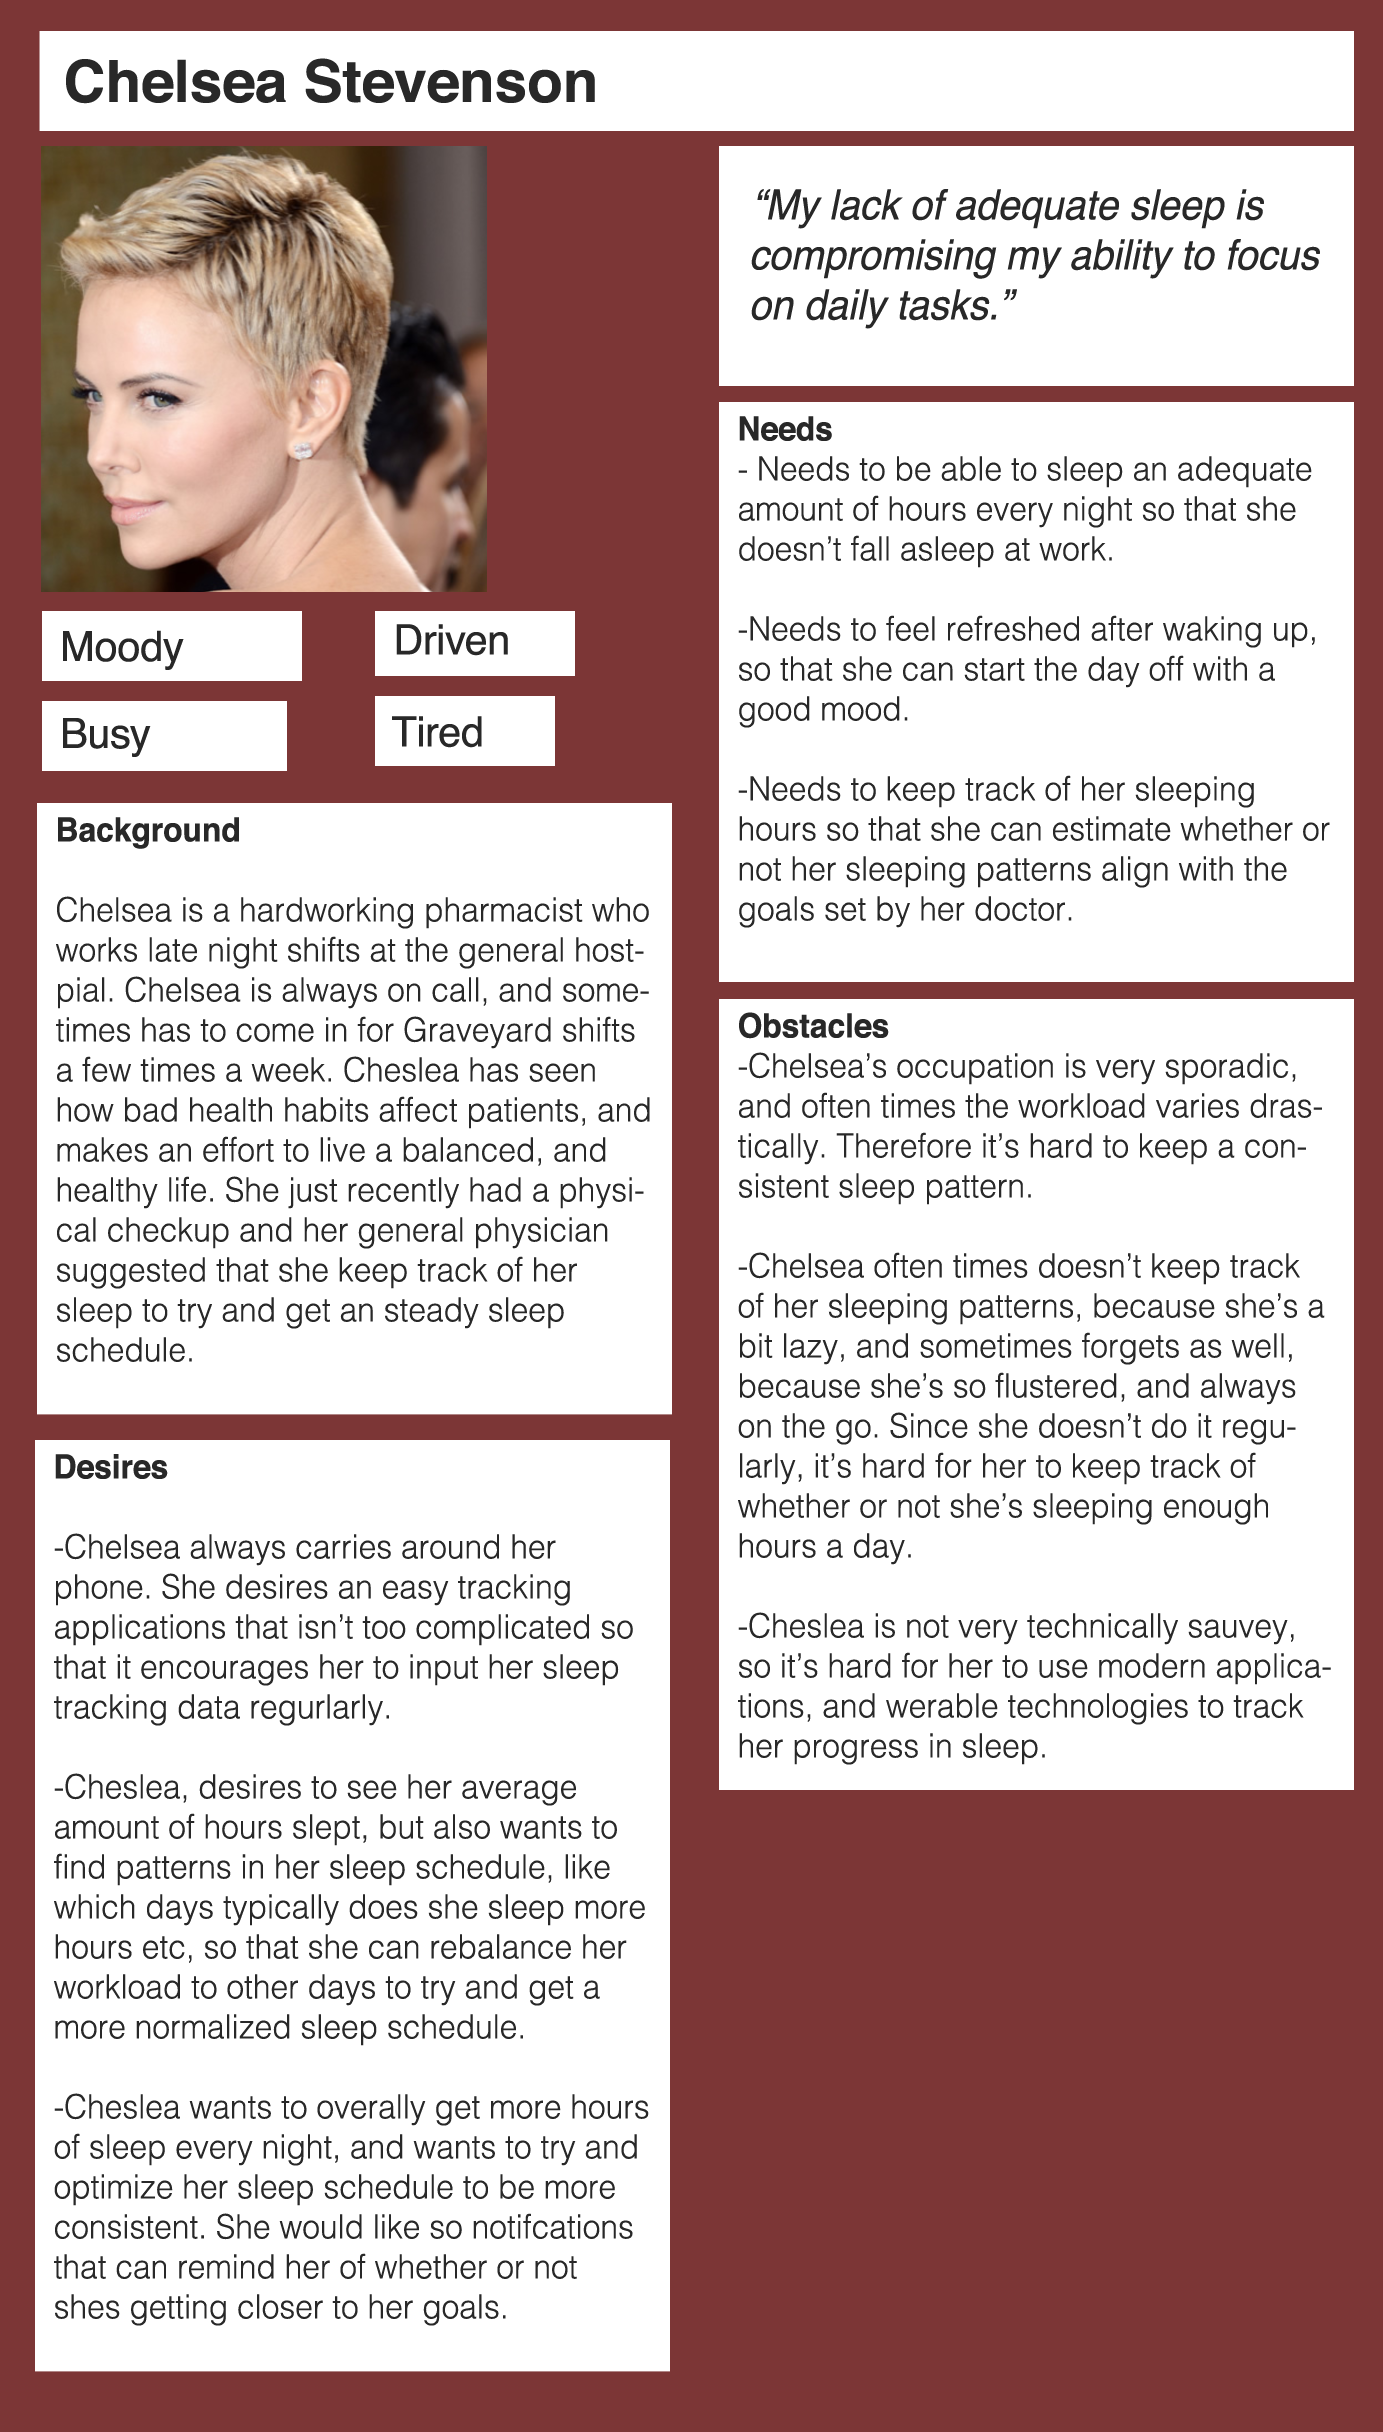 Chelsea Stevenson
“My lack of adequate sleep is
compromising my ability to focus
on daily tasks.”
Moody
Driven
Busy
Tired
Background
Chelsea is a hardworking pharmacist who
works late night shifts at the general host-
pial. Chelsea is always on call, and some-
times has to come in for Graveyard shifts
a few times a week. Cheslea has seen
how bad health habits affect patients, and
makes an effort to live a balanced, and
healthy life. She just recently had a physi-
cal checkup and her general physician
suggested that she keep track of her
sleep to try and get an steady sleep
schedule.
Desires
-Chelsea always carries around her
phone. She desires an easy tracking
applications that isn’t too complicated so
that it encourages her to input her sleep
tracking data regurlarly.
-Cheslea, desires to see her average
amount of hours slept, but also wants to
find patterns in her sleep schedule, like
which days typically does she sleep more
hours etc, so that she can rebalance her
workload to other days to try and get a
more normalized sleep schedule.
-Cheslea wants to overally get more hours
of sleep every night, and wants to try and
optimize her sleep schedule to be more
consistent. She would like so notifcations
that can remind her of whether or not
shes getting closer to her goals.
Needs
- Needs to be able to sleep an adequate
amount of hours every night so that she
doesn’t fall asleep at work.
-Needs to feel refreshed after waking up,
so that she can start the day off with a
good mood.
-Needs to keep track of her sleeping
hours so that she can estimate whether or
not her sleeping patterns align with the
goals set by her doctor.
Obstacles
-Chelsea’s occupation is very sporadic,
and often times the workload varies dras-
tically. Therefore it’s hard to keep a con-
sistent sleep pattern.
-Chelsea often times doesn’t keep track
of her sleeping patterns, because she’s a
bit lazy, and sometimes forgets as well,
because she’s so flustered, and always
on the go. Since she doesn’t do it regu-
larly, it’s hard for her to keep track of
whether or not she’s sleeping enough
hours a day.
-Cheslea is not very technically sauvey,
so it’s hard for her to use modern applica-
tions, and werable technologies to track
her progress in sleep.